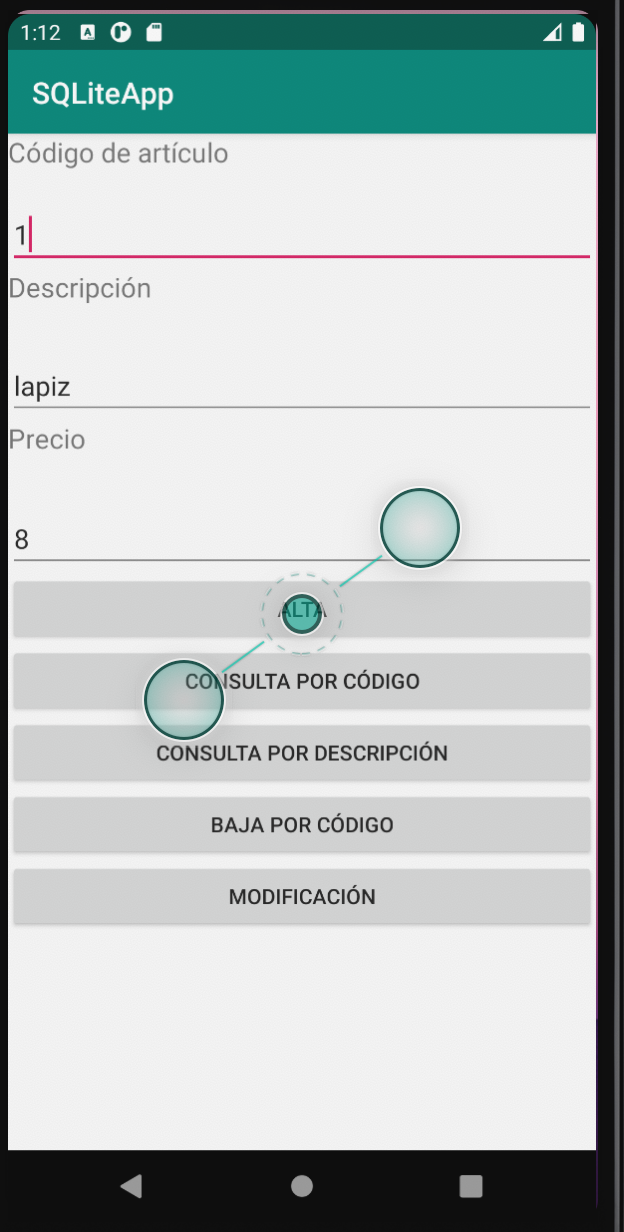 1:12
SQLiteApp
Código de artículo
1
Descripción
lapiz
Precio
8
ALTA
CONSULTA POR CÓDIGO
CONSULTA POR DESCRIPCIÓN
BAJA POR CÓDIGO
MODIFICACIÓN